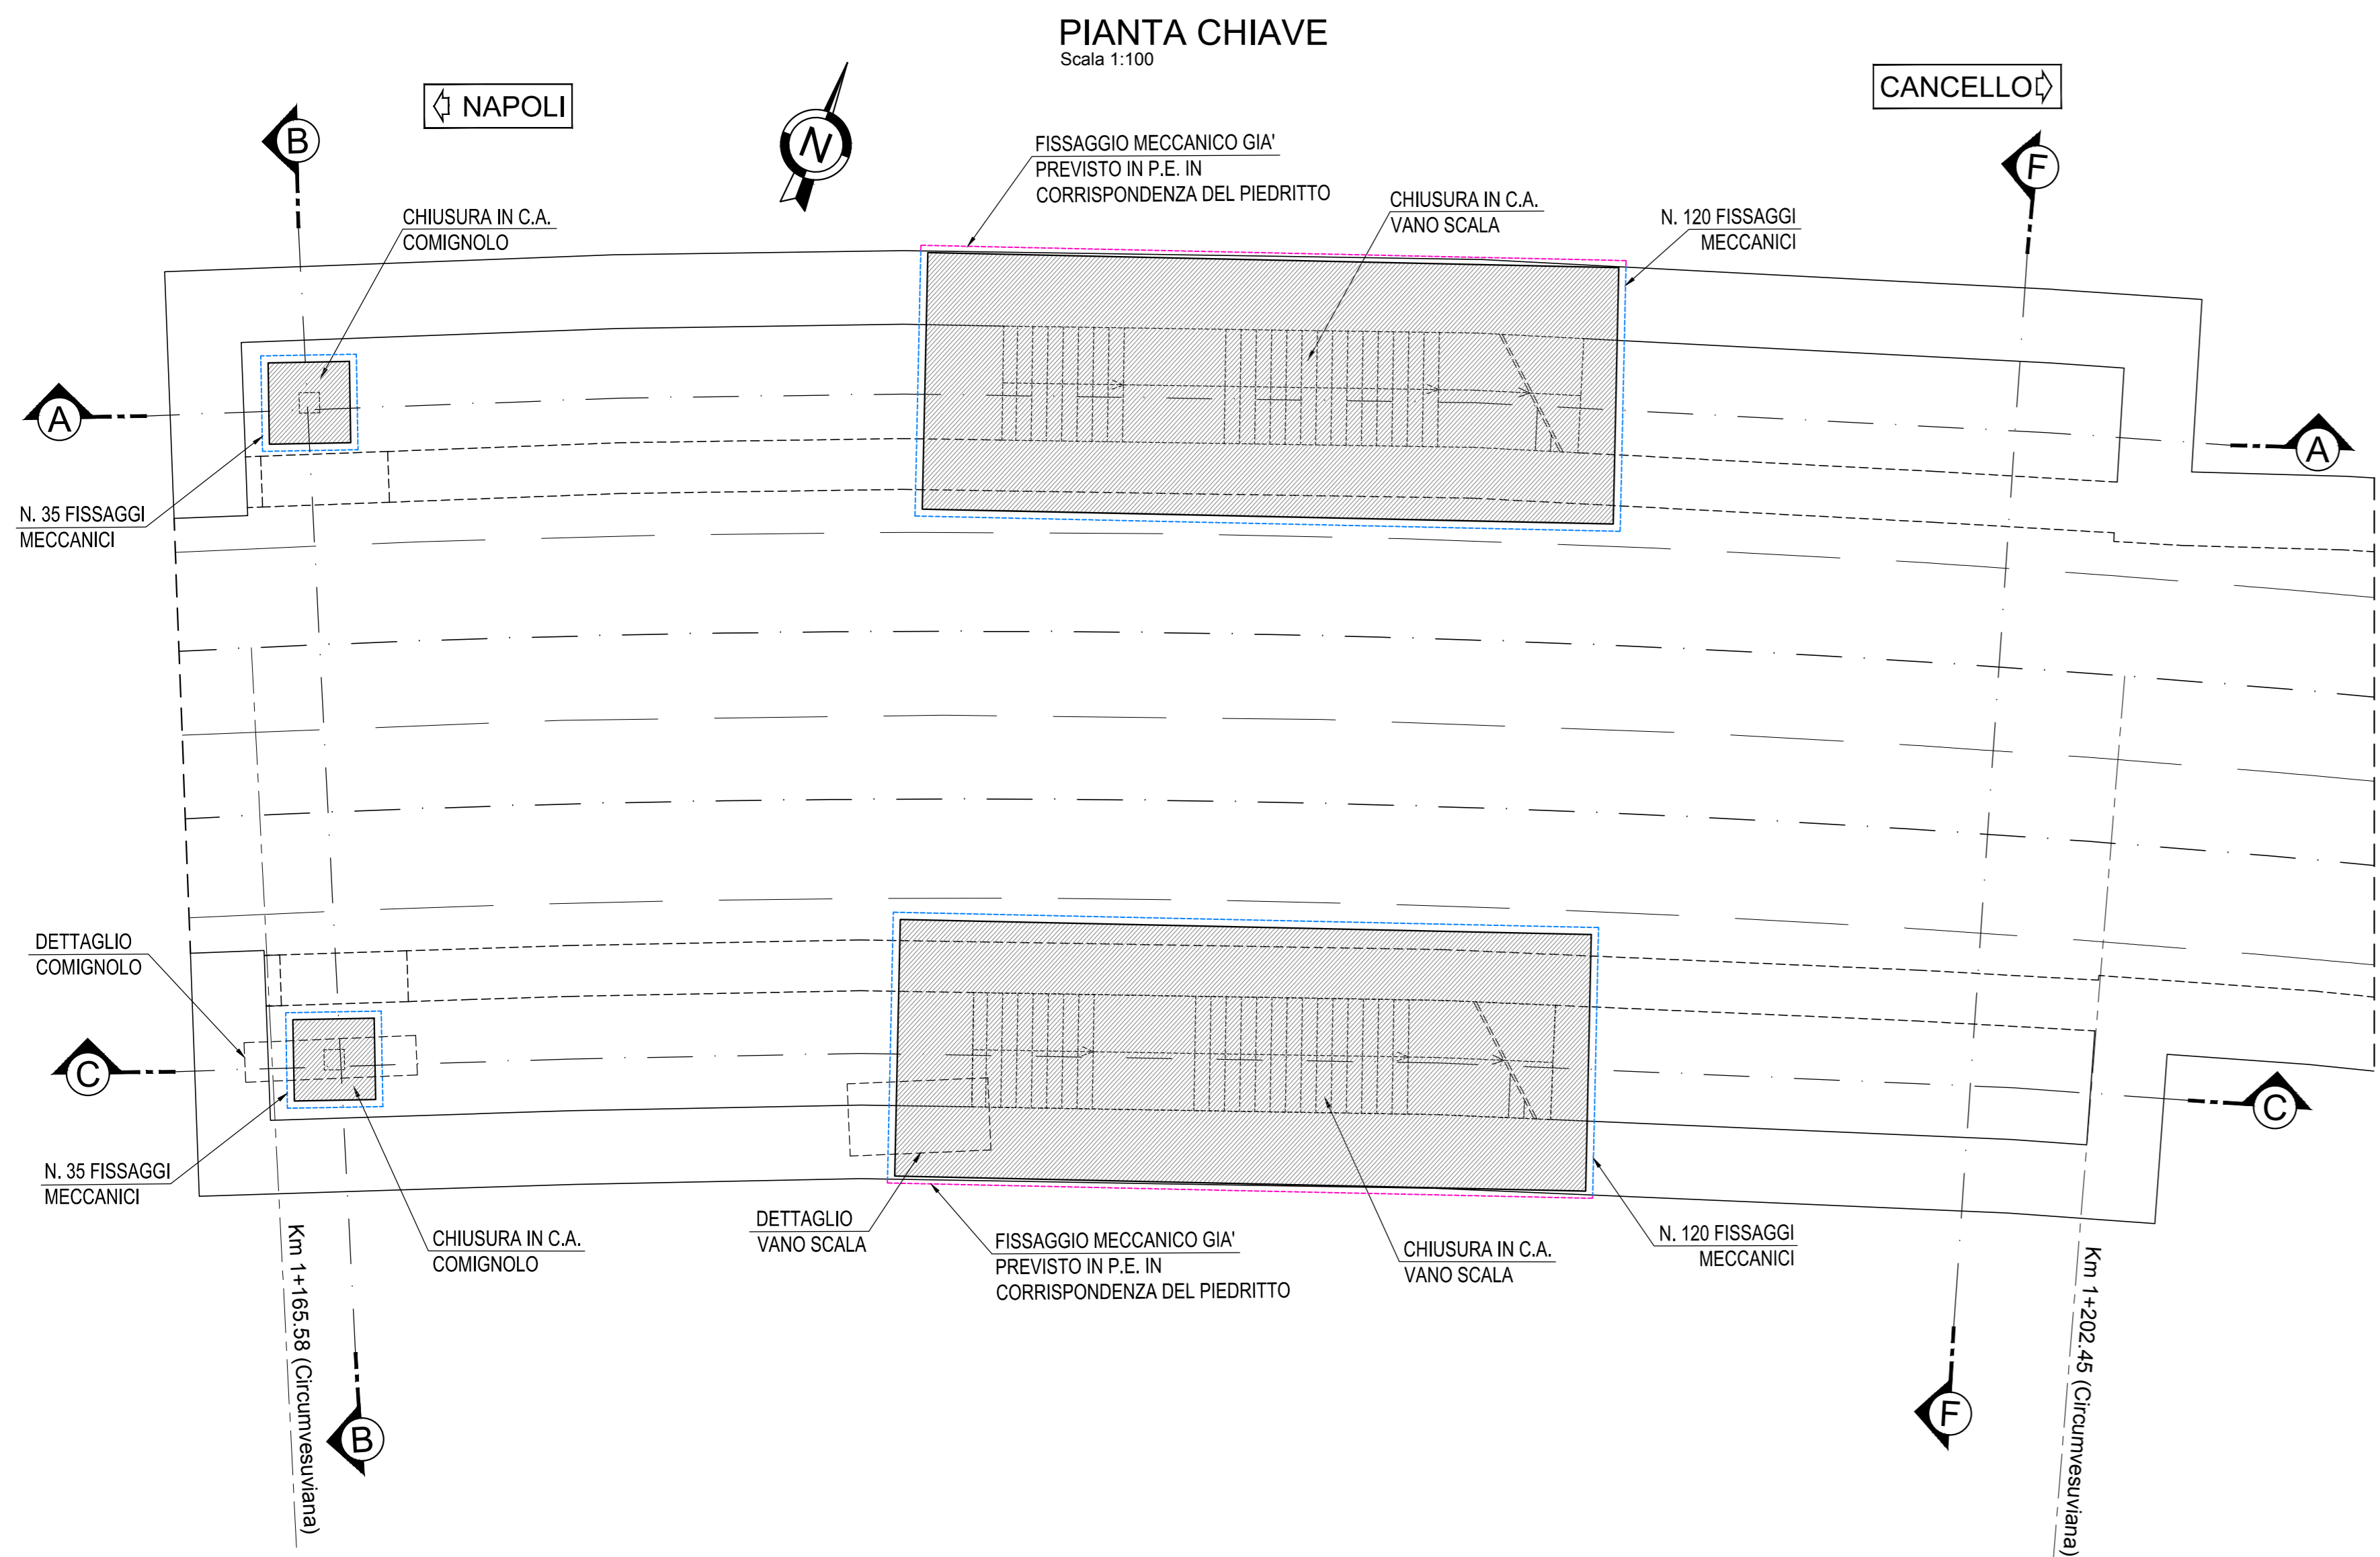 PIANTA CHIAVE
Scala 1:100
NAPOLI
CANCELLO
N
B
F
FISSAGGIO MECCANICO GIA'
PREVISTO IN P.E. IN
CORRISPONDENZA DEL PIEDRITTO
CHIUSURA IN C.A.
VANO SCALA
N. 120 FISSAGGI
MECCANICI
CHIUSURA IN C.A.
COMIGNOLO
A
A
N. 35 FISSAGGI
MECCANICI
DETTAGLIO
COMIGNOLO
C
C
N. 35 FISSAGGI
MECCANICI
CHIUSURA IN C.A.
COMIGNOLO
DETTAGLIO
VANO SCALA
FISSAGGIO MECCANICO GIA'
PREVISTO IN P.E. IN
CORRISPONDENZA DEL PIEDRITTO
CHIUSURA IN C.A.
VANO SCALA
N. 120 FISSAGGI
MECCANICI
Km 1+165.58 (Circumvesuviana)
Km 1+202.45 (Circumvesuviana)
B
F